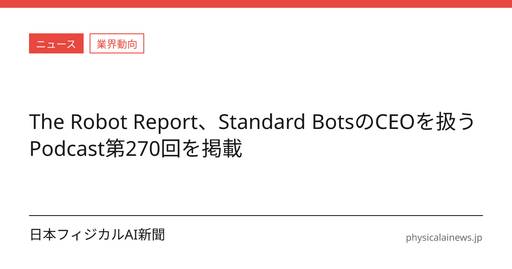 ニュース 業界動向
The Robot Report、Standard BotsのCEOを扱う
Podcast第270回を掲載
日本フィジカルAI新聞
physicalainews.jp